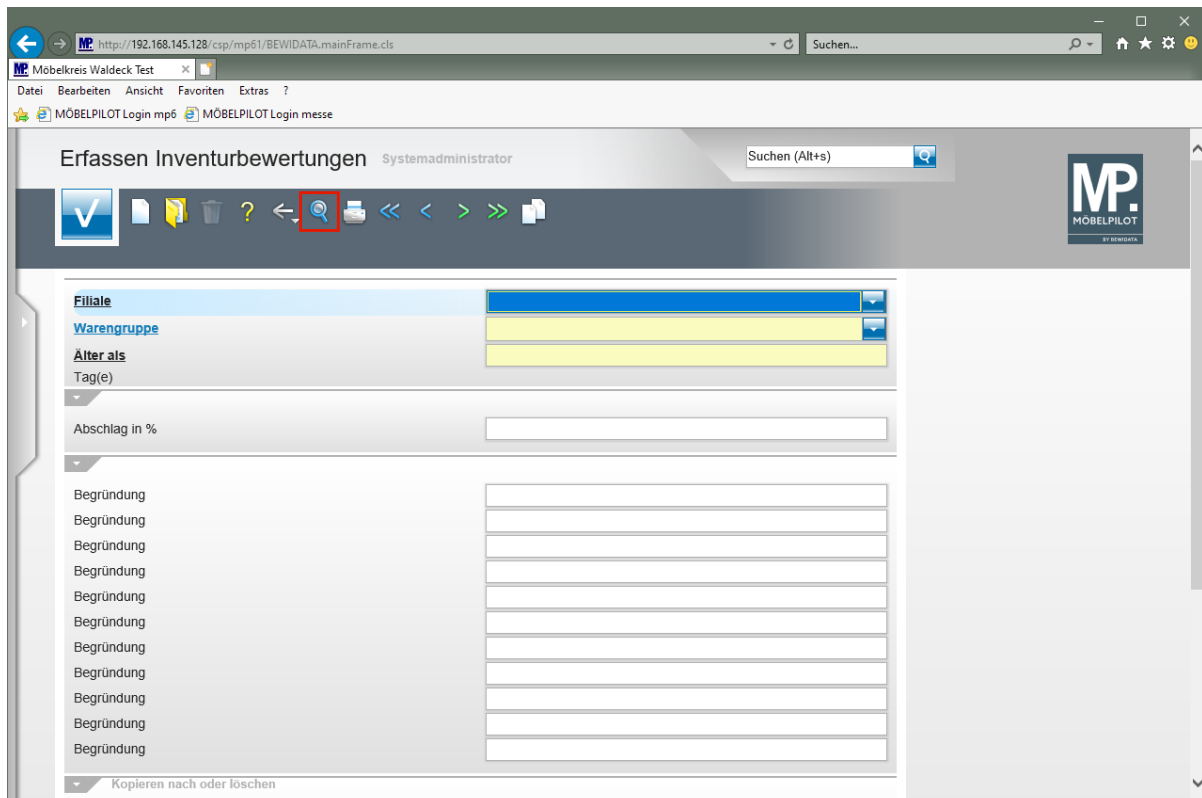 http://192.168.145.128/csp/mp61/BEWIDATA.mainFrame.cls
Suchen...
MP. Möbelkreis Waldeck Test
Datei Bearbeiten Ansicht Favoriten Extras ?
MÖBELPILOT Login mp6 MÖBELPILOT Login messe
Erfassen Inventurbewertungen Systemadministrator
Suchen (Alt+s)
MP.
MÖBELPILOT
BY BEWIDATA
Filiale
Warengruppe
Älter als
Tag(e)
Abschlag in %
Begründung
Begründung
Begründung
Begründung
Begründung
Begründung
Begründung
Begründung
Begründung
Begründung
Begründung
Kopieren nach oder löschen